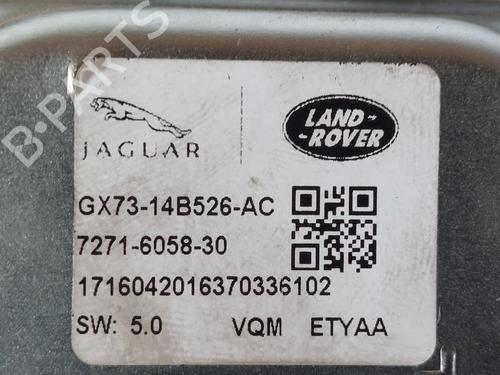 B-PARTS
JAGUAR
LAND
ROVER
GX73-14B526-AC
7271-6058-30
1716042016370336102
SW: 5.0 VQM ETYAA